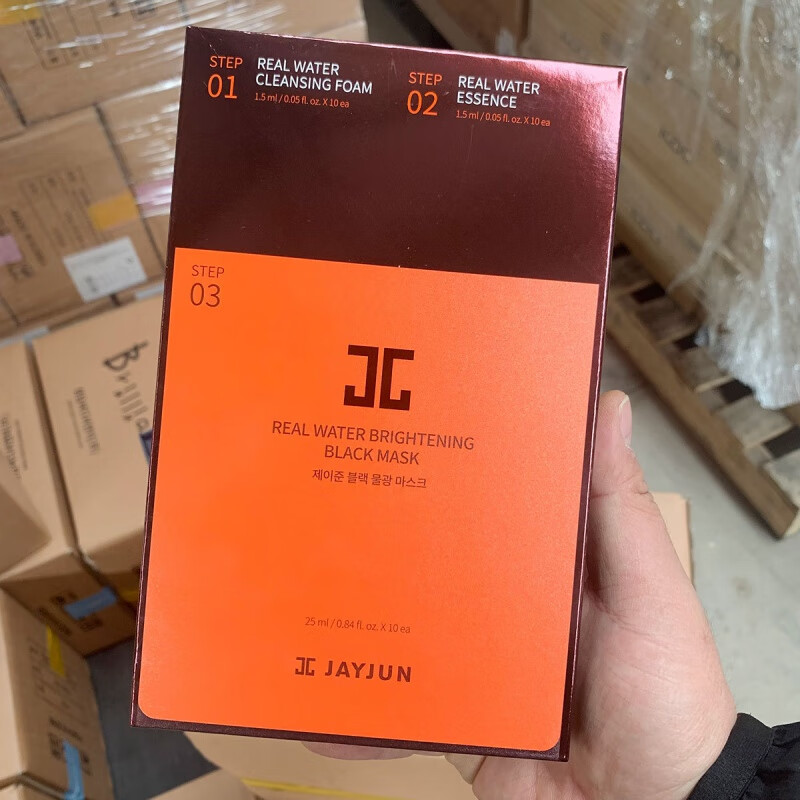 STEP
01
REAL WATER
CLEANSING FOAM
1.5 ml / 0.05 fl. oz. X 10 ea
STEP
02
REAL WATER
ESSENCE
1.5 ml / 0.05 fl. oz. X 10 ea
STEP
03
REAL WATER BRIGHTENING
BLACK MASK
제이준 블랙 물광 마스크
25 ml / 0.84 fl. oz. X 10 ea
JAYJUN